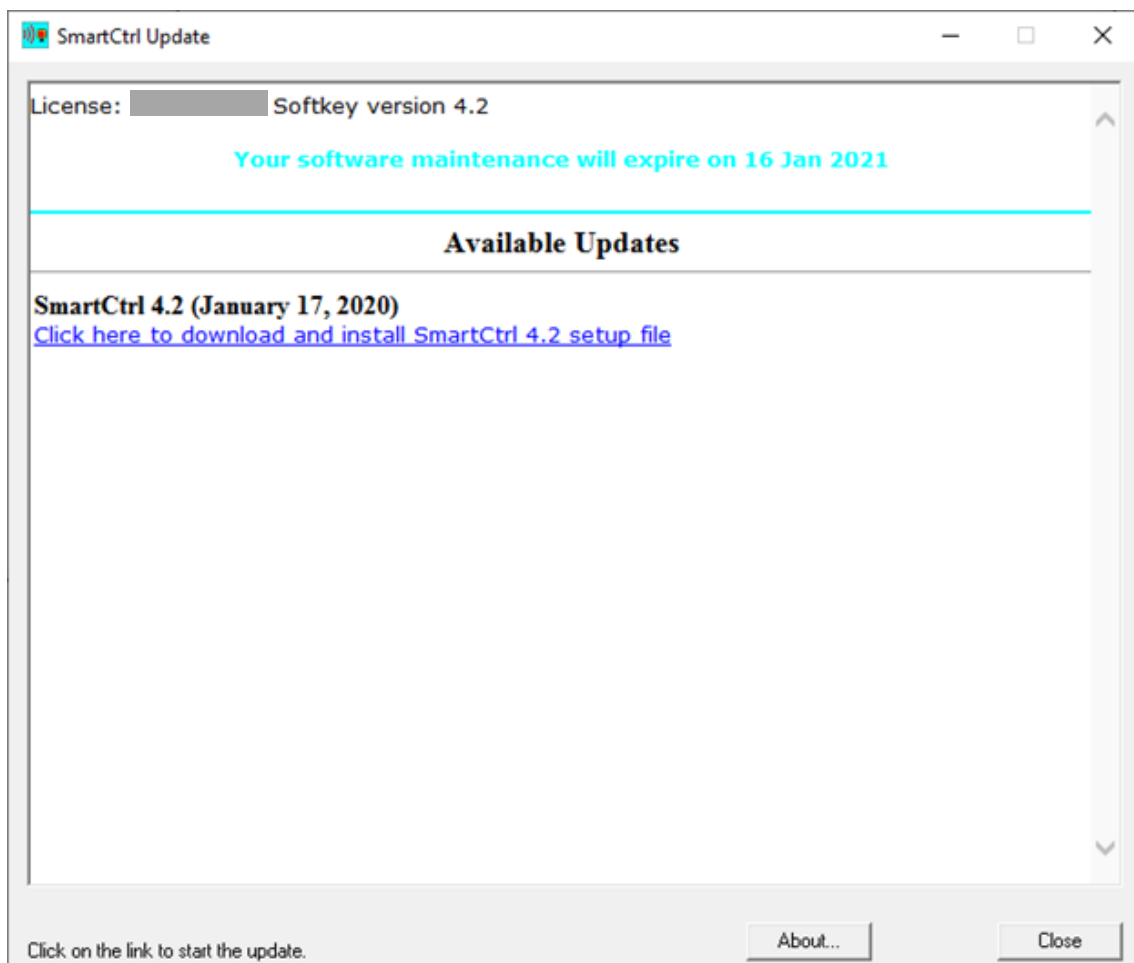 SmartCtrl Update
License: Softkey version 4.2
Your software maintenance will expire on 16 Jan 2021
Available Updates
SmartCtrl 4.2 (January 17, 2020)
Click here to download and install SmartCtrl 4.2 setup file
Click on the link to start the update.
About...
Close